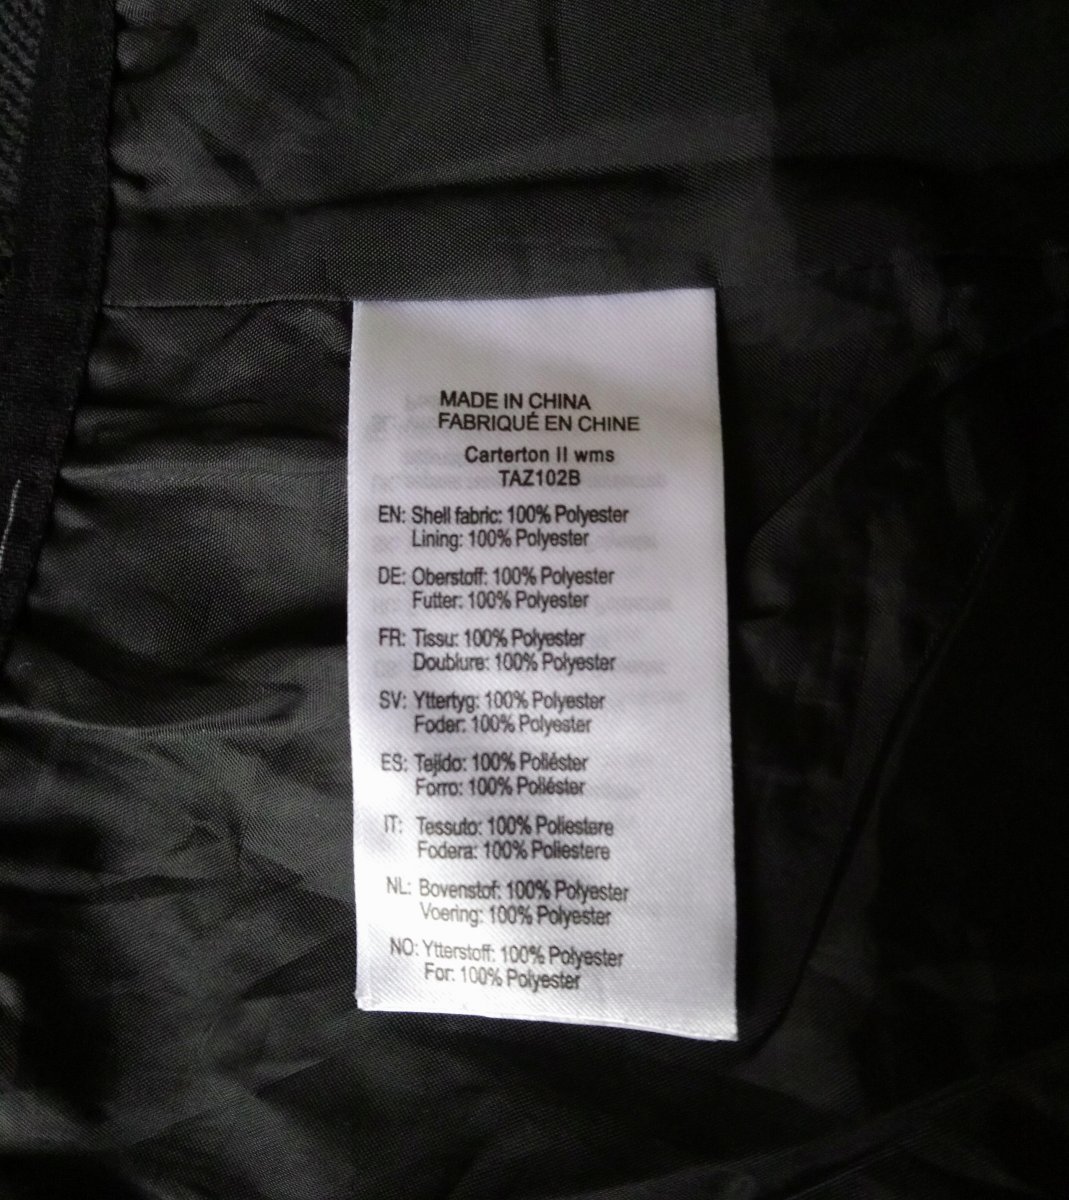 MADE IN CHINA
FABRIQUÉ EN CHINE
Carterton II wms
TAZ102B
EN: Shell fabric: 100% Polyester
Lining: 100% Polyester
DE: Oberstoff: 100% Polyester
Futter: 100% Polyester
FR: Tissu: 100% Polyester
Doublure: 100% Polyester
SV: Yttertyg: 100% Polyester
Foder: 100% Polyester
ES: Tejido: 100% Poliéster
Forro: 100% Poliéster
IT: Tessuto: 100% Poliestere
Fodera: 100% Poliestere
NL: Bovenstof: 100% Polyester
Voering: 100% Polyester
NO: Ytterstoff: 100% Polyester
For: 100% Polyester